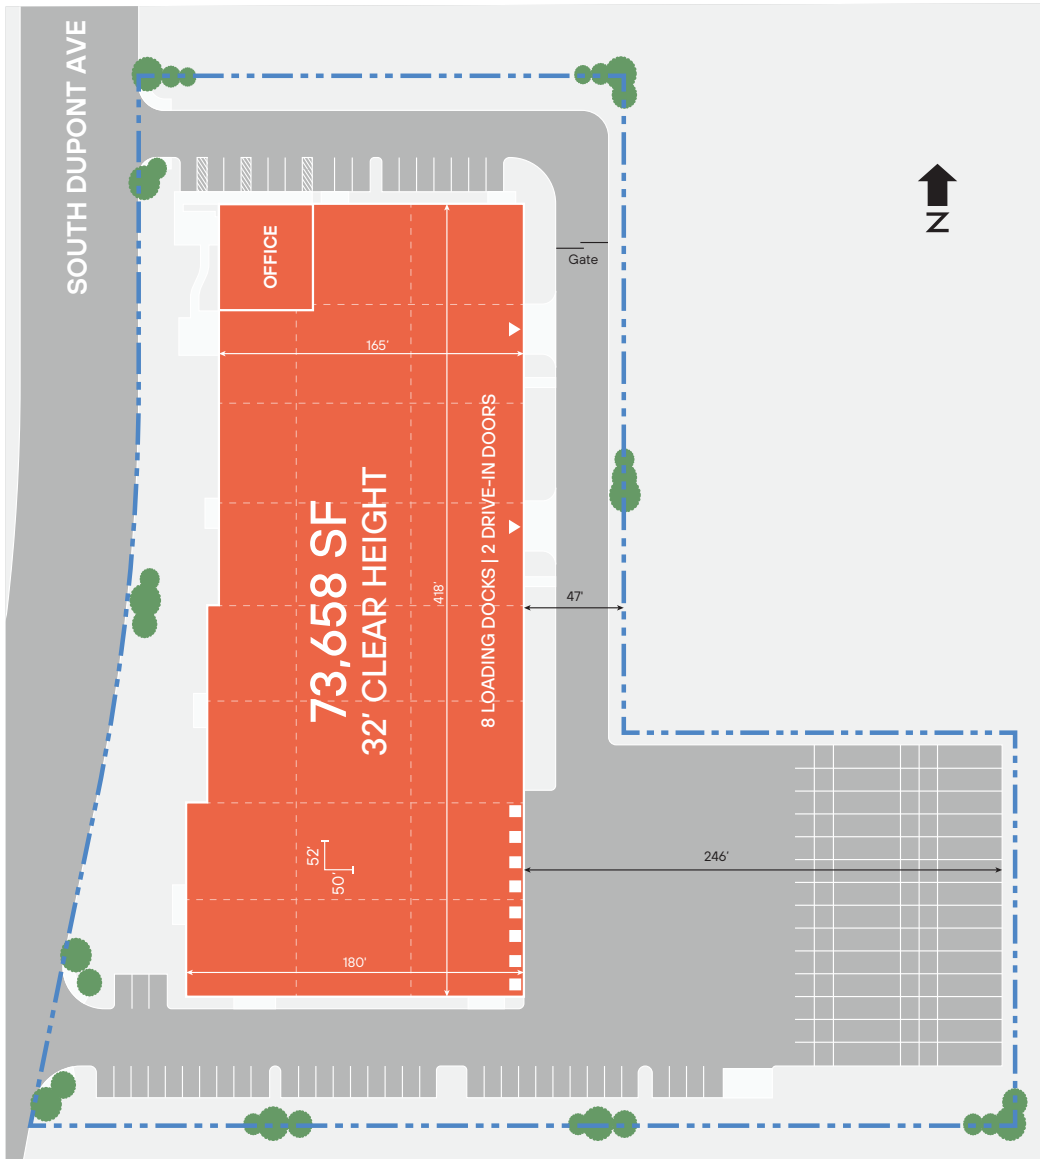 SOUTH DUPONT AVE
N
OFFICE
Gate
165'
73,658 SF
32' CLEAR HEIGHT
418'
8 LOADING DOCKS | 2 DRIVE-IN DOORS
47'
52'
50'
246'
180'